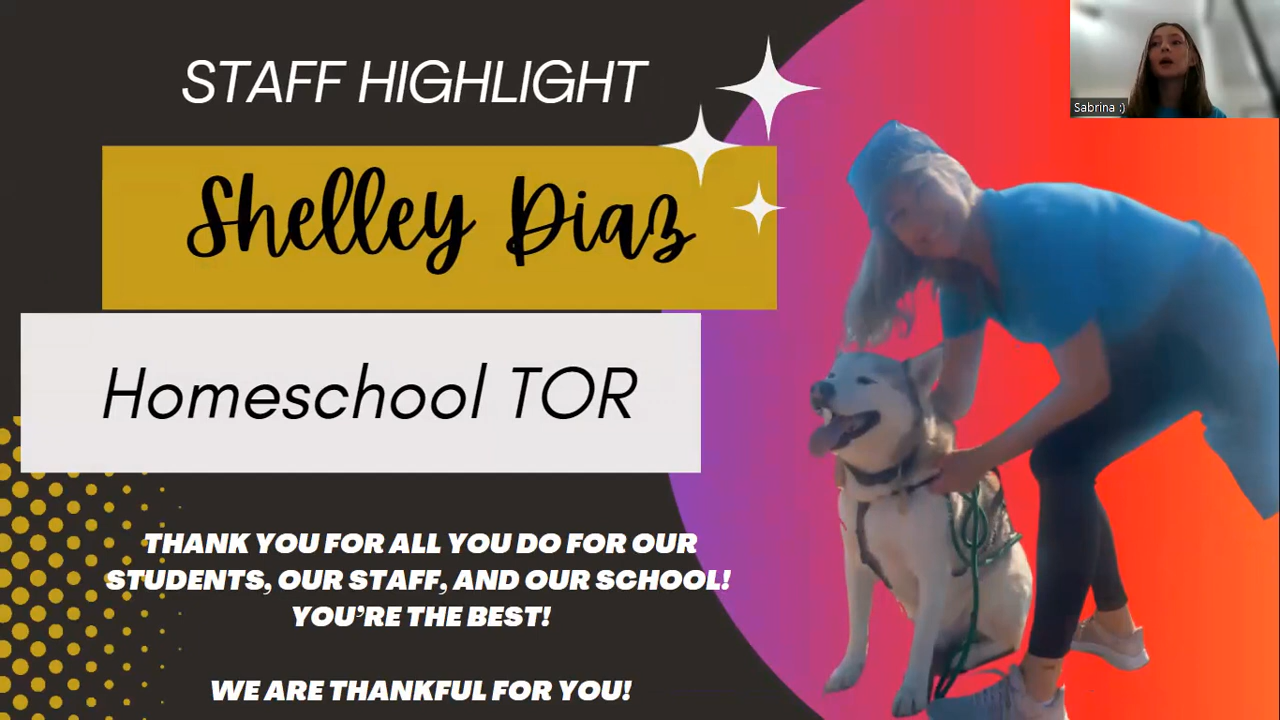 STAFF HIGHLIGHT
Shelley Diaz
Homeschool TOR
THANK YOU FOR ALL YOU DO FOR OUR
STUDENTS, OUR STAFF, AND OUR SCHOOL!
YOU'RE THE BEST!
WE ARE THANKFUL FOR YOU!
Sabrina :)